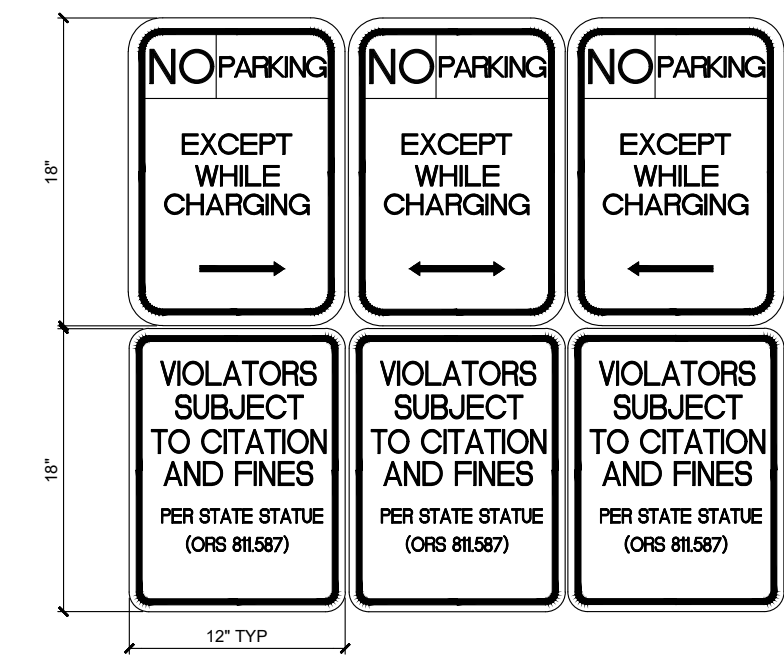 18"
NO PARKING
EXCEPT
WHILE
CHARGING
NO PARKING
EXCEPT
WHILE
CHARGING
NO PARKING
EXCEPT
WHILE
CHARGING
18"
VIOLATORS
SUBJECT
TO CITATION
AND FINES
PER STATE STATUE
(ORS 811.587)
VIOLATORS
SUBJECT
TO CITATION
AND FINES
PER STATE STATUE
(ORS 811.587)
VIOLATORS
SUBJECT
TO CITATION
AND FINES
PER STATE STATUE
(ORS 811.587)
12" TYP